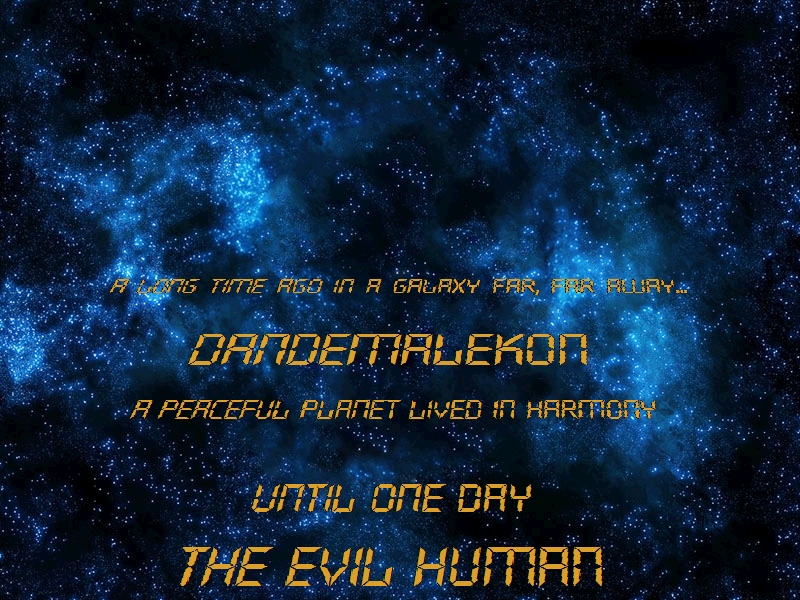 A LONG TIME AGO IN A GALAXY FAR, FAR AWAY...
DANDEMALEKON
A PEACEFUL PLANET LIVED IN HARMONY
UNTIL ONE DAY
THE EVIL HUMAN